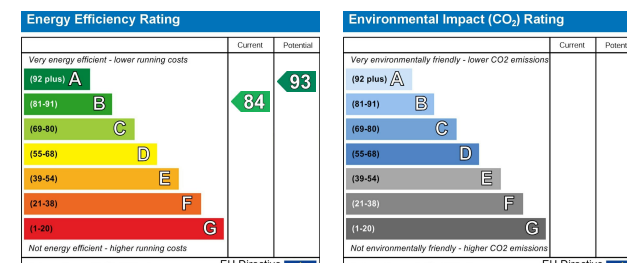 Energy Efficiency Rating
Current Potential
Very energy efficient - lower running costs
(92 plus) A
93
(81-91) B
84
(69-80) C
(55-68) D
(39-54) E
(21-38) F
(1-20) G
Not energy efficient - higher running costs
Environmental Impact (CO2) Rating
Current Potent
Very environmentally friendly - lower CO2 emissions
(92 plus) A
(81-91) B
(69-80) C
(55-68) D
(39-54) E
(21-38) F
(1-20) G
Not environmentally friendly - higher CO2 emissions